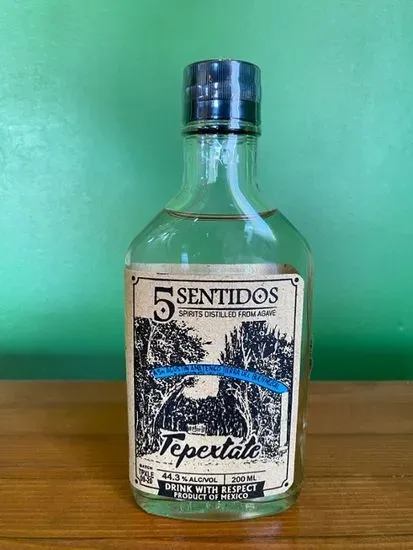 5 SENTIDOS
SPIRITS DISTILLED FROM AGAVE
Tepextate
BATCH
44.3 % ALC/VOL
200 ML
DRINK WITH RESPECT
PRODUCT OF MEXICO